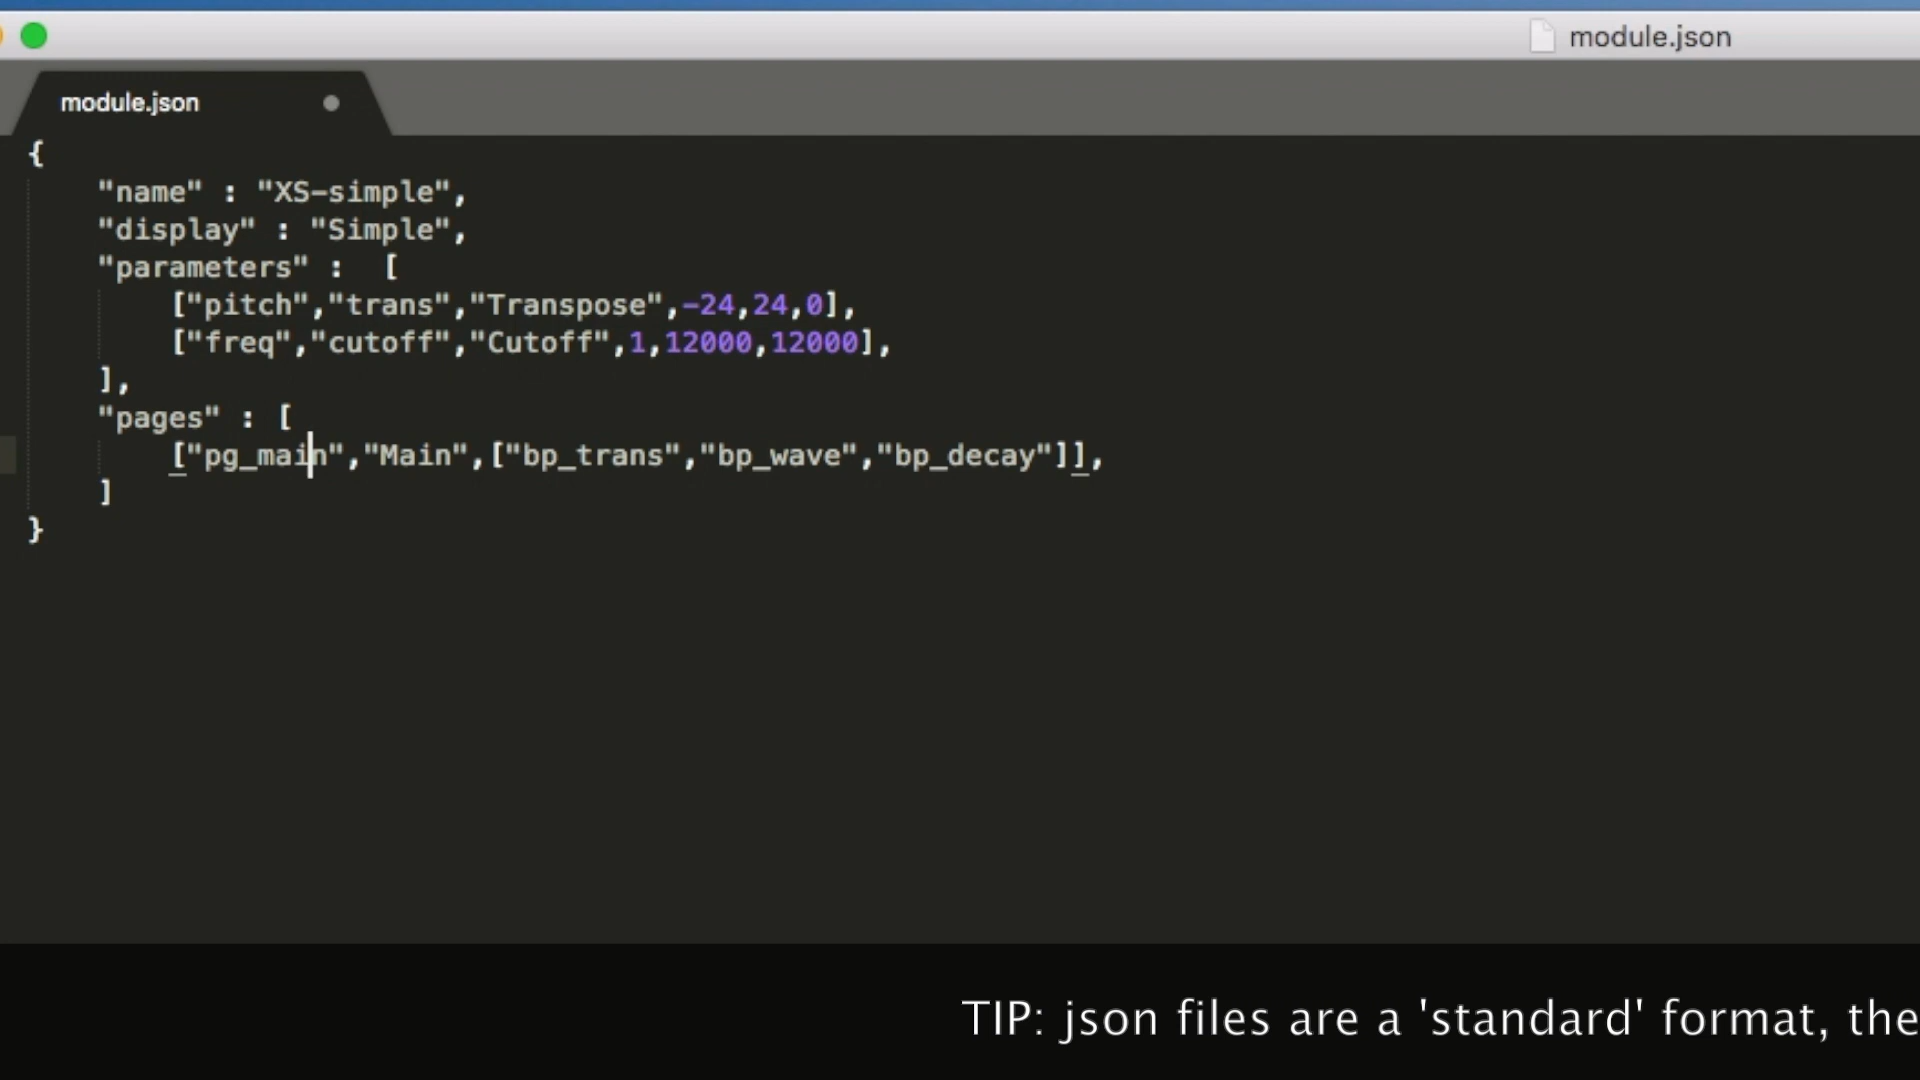 module.json
module.json
{
"name" : "XS-simple",
"display" : "Simple",
"parameters" :  [
["pitch","trans","Transpose",-24,24,0],
["freq","cutoff","Cutoff",1,12000,12000],
],
"pages" : [
["pg_main","Main",["bp_trans","bp_wave","bp_decay"]],
]
}
TIP: json files are a 'standard' format, the